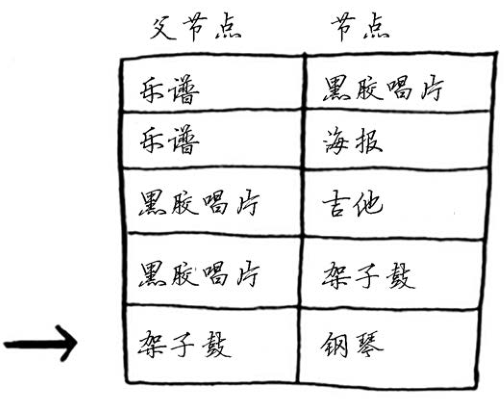 父节点 节点
乐谱 黑胶唱片
乐谱 海报
黑胶唱片 吉他
黑胶唱片 架子鼓
架子鼓 钢琴